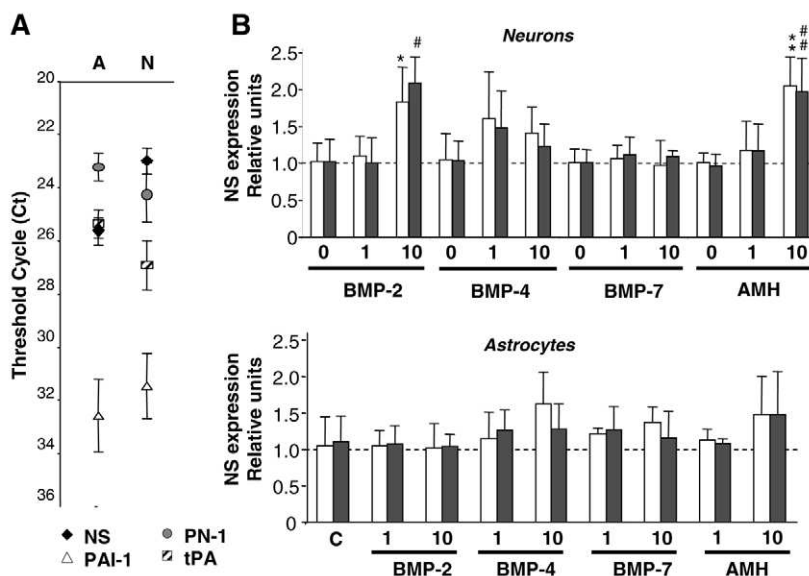 A
A N
Threshold Cycle (Ct)
20
22
24
26
28
30
32
34
36
NS PN-1
PAI-1 tPA
B
Neurons
NS expression
Relative units
2.5
2.0
1.5
1.0
0.5
0
* # * # * #
0 1 10 0 1 10 0 1 10 0 1 10
BMP-2 BMP-4 BMP-7 AMH
Astrocytes
NS expression
Relative units
2.5
2.0
1.5
1.0
0.5
0
C 1 10 1 10 1 10 1 10
BMP-2 BMP-4 BMP-7 AMH